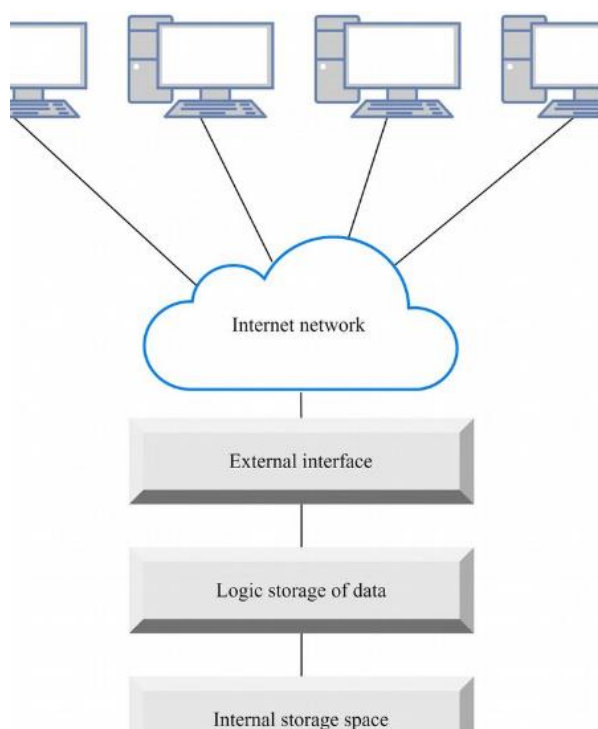 Internet network
External interface
Logic storage of data
Internal storage space